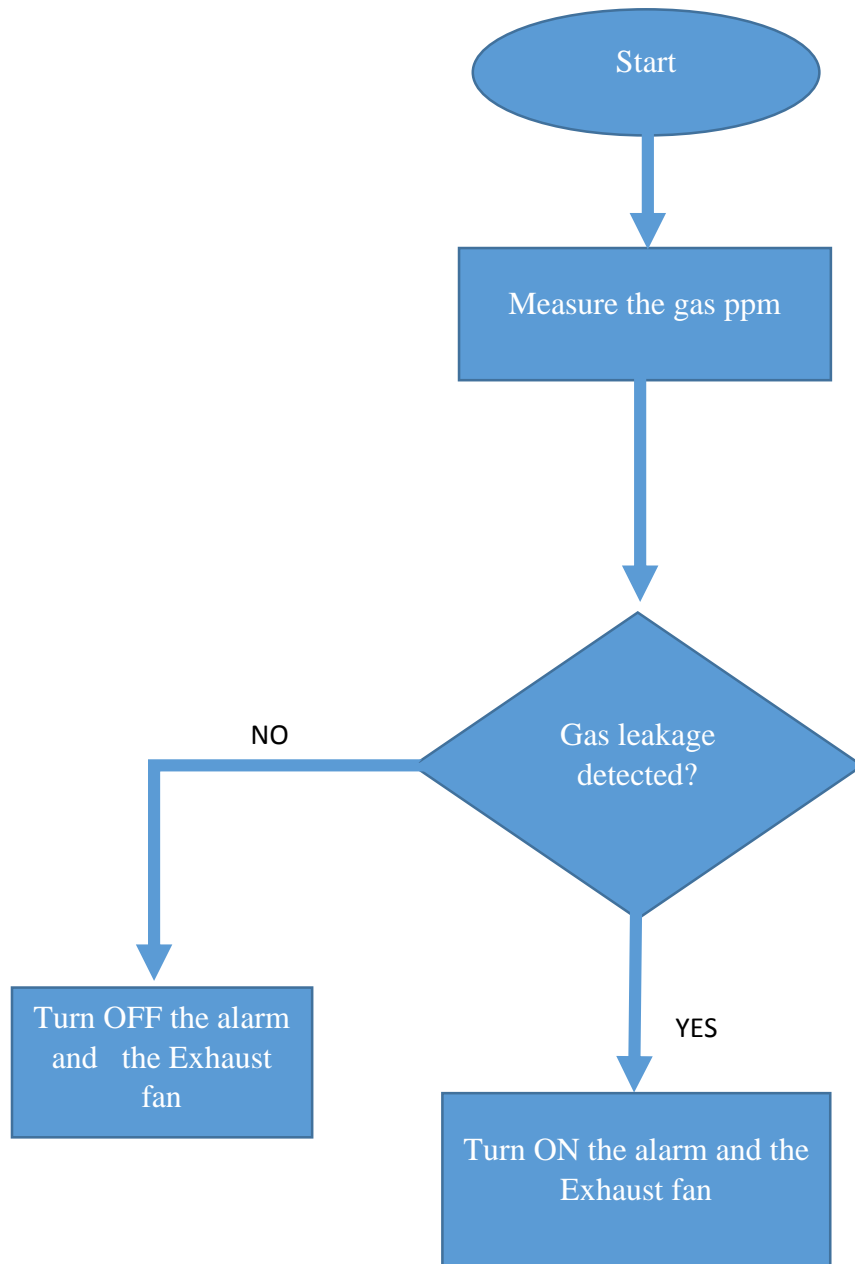 Start
Measure the gas ppm
Gas leakage
detected?
NO
Turn OFF the alarm
and the Exhaust
fan
YES
Turn ON the alarm and the
Exhaust fan